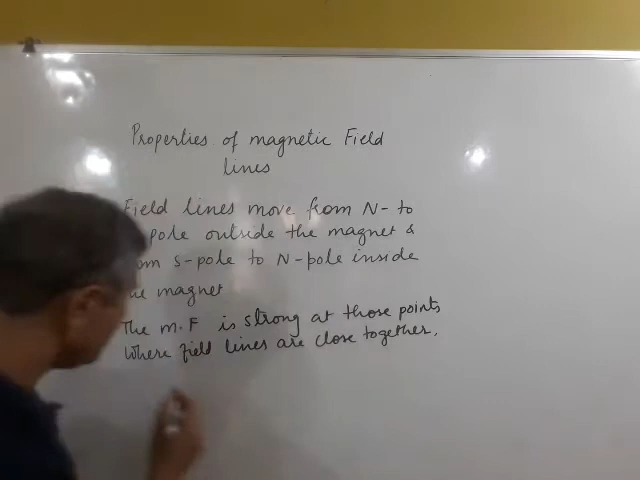 Properties of magnetic Field
lines
Field lines move from N- to
pole outside the magnet &
S-pole to N-pole inside
magnet
The M.F is strong at those points
Where field lines are close together.